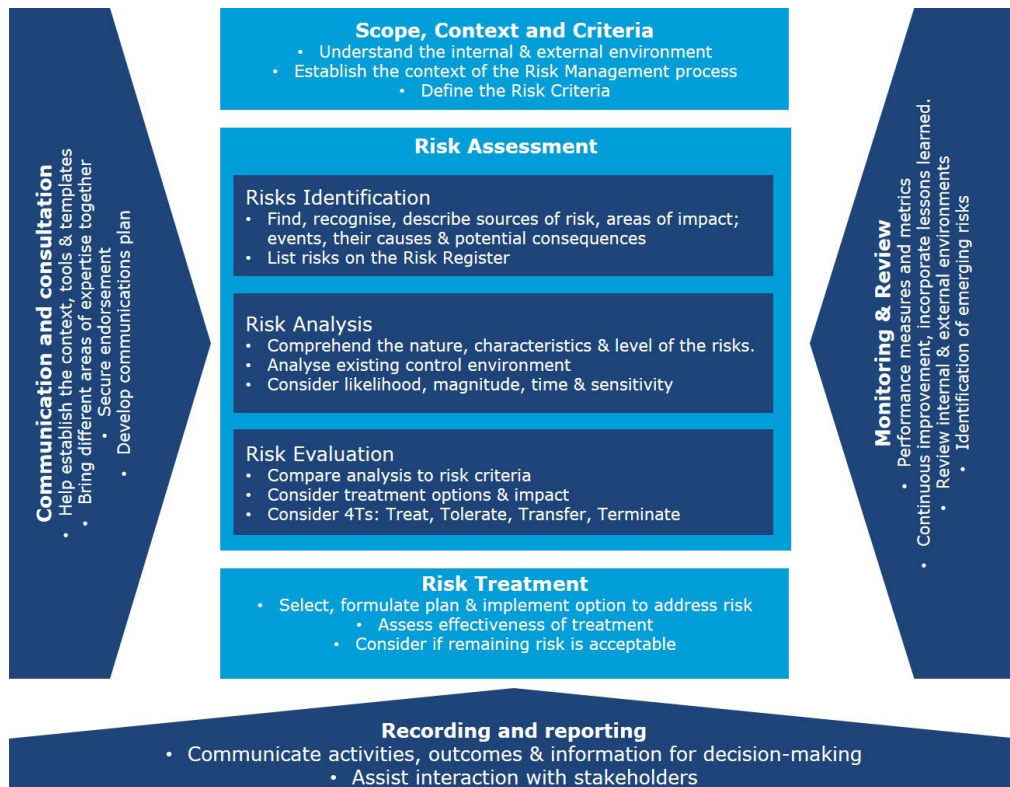 Scope, Context and Criteria
• Understand the internal & external environment
• Establish the context of the Risk Management process
• Define the Risk Criteria
Communication and consultation
• Help establish the context, tools & templates
• Bring different areas of expertise together
• Secure endorsement
• Develop communications plan
Risk Assessment
Risks Identification
• Find, recognise, describe sources of risk, areas of impact;
events, their causes & potential consequences
• List risks on the Risk Register
Risk Analysis
• Comprehend the nature, characteristics & level of the risks.
• Analyse existing control environment
• Consider likelihood, magnitude, time & sensitivity
Risk Evaluation
• Compare analysis to risk criteria
• Consider treatment options & impact
• Consider 4Ts: Treat, Tolerate, Transfer, Terminate
Monitoring & Review
• Performance measures and metrics
• Continuous improvement, incorporate lessons learned.
• Review internal & external environments
• Identification of emerging risks
Risk Treatment
• Select, formulate plan & implement option to address risk
• Assess effectiveness of treatment
• Consider if remaining risk is acceptable
Recording and reporting
• Communicate activities, outcomes & information for decision-making
• Assist interaction with stakeholders